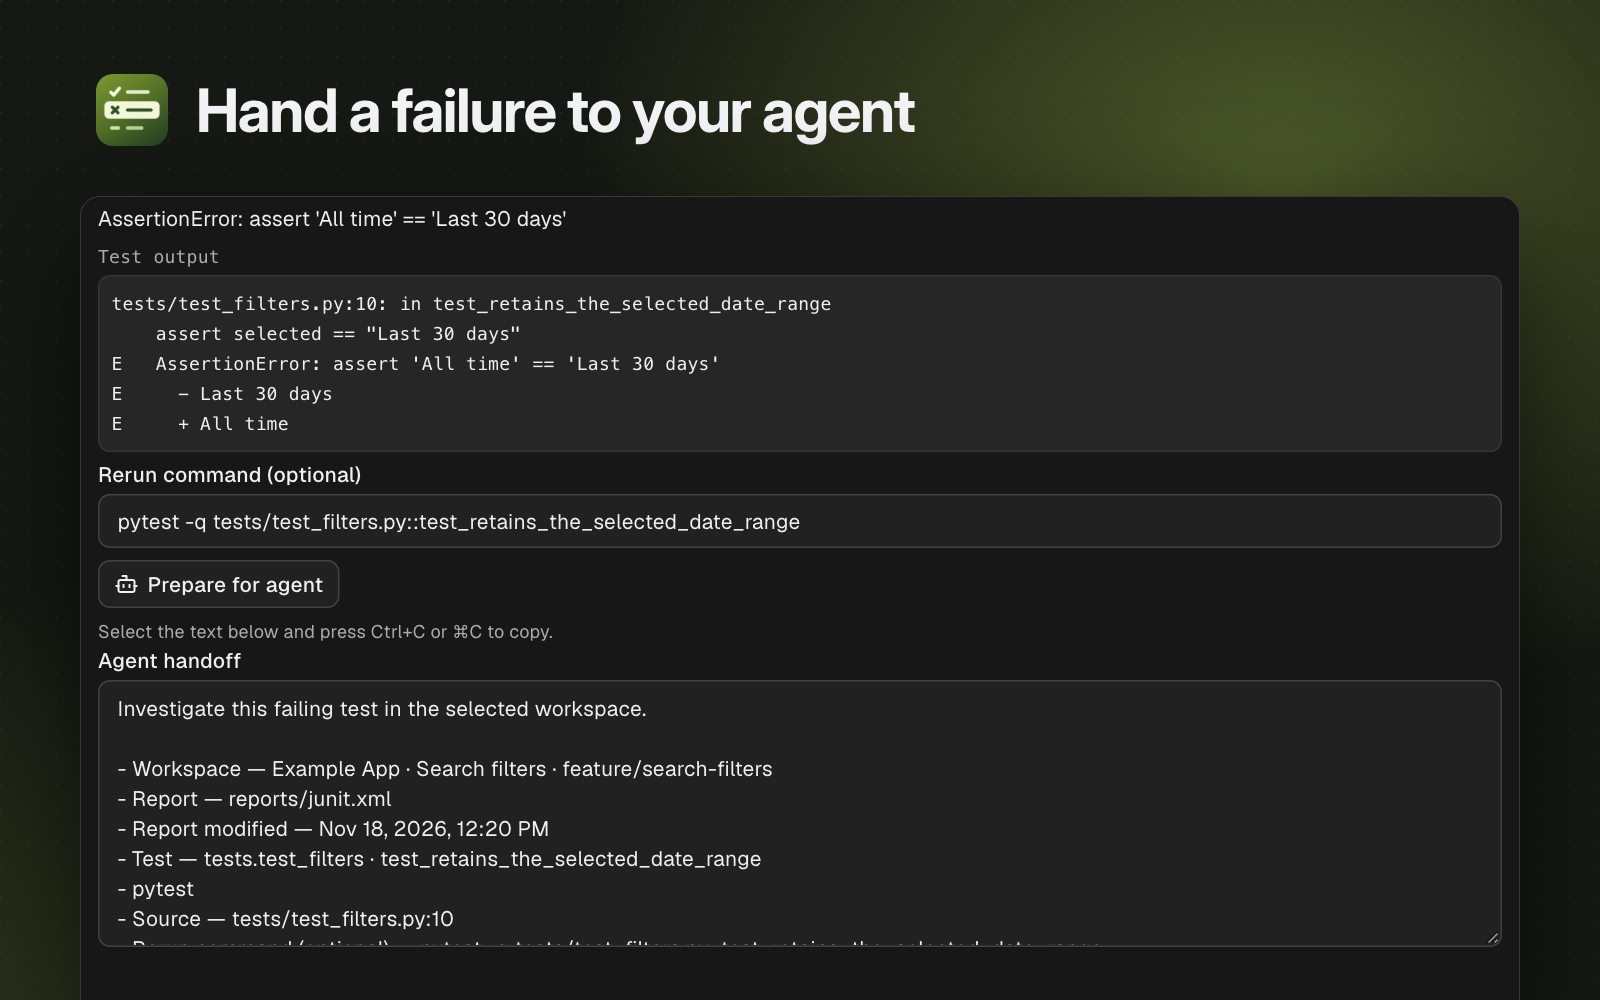 Hand a failure to your agent
AssertionError: assert 'All time' == 'Last 30 days'
Test output
tests/test_filters.py:10: in test_retains_the_selected_date_range
    assert selected == "Last 30 days"
E   AssertionError: assert 'All time' == 'Last 30 days'
E     - Last 30 days
E     + All time
Rerun command (optional)
pytest -q tests/test_filters.py::test_retains_the_selected_date_range
Prepare for agent
Select the text below and press Ctrl+C or ⌘C to copy.
Agent handoff
Investigate this failing test in the selected workspace.
- Workspace — Example App · Search filters · feature/search-filters
- Report — reports/junit.xml
- Report modified — Nov 18, 2026, 12:20 PM
- Test — tests.test_filters · test_retains_the_selected_date_range
- pytest
- Source — tests/test_filters.py:10